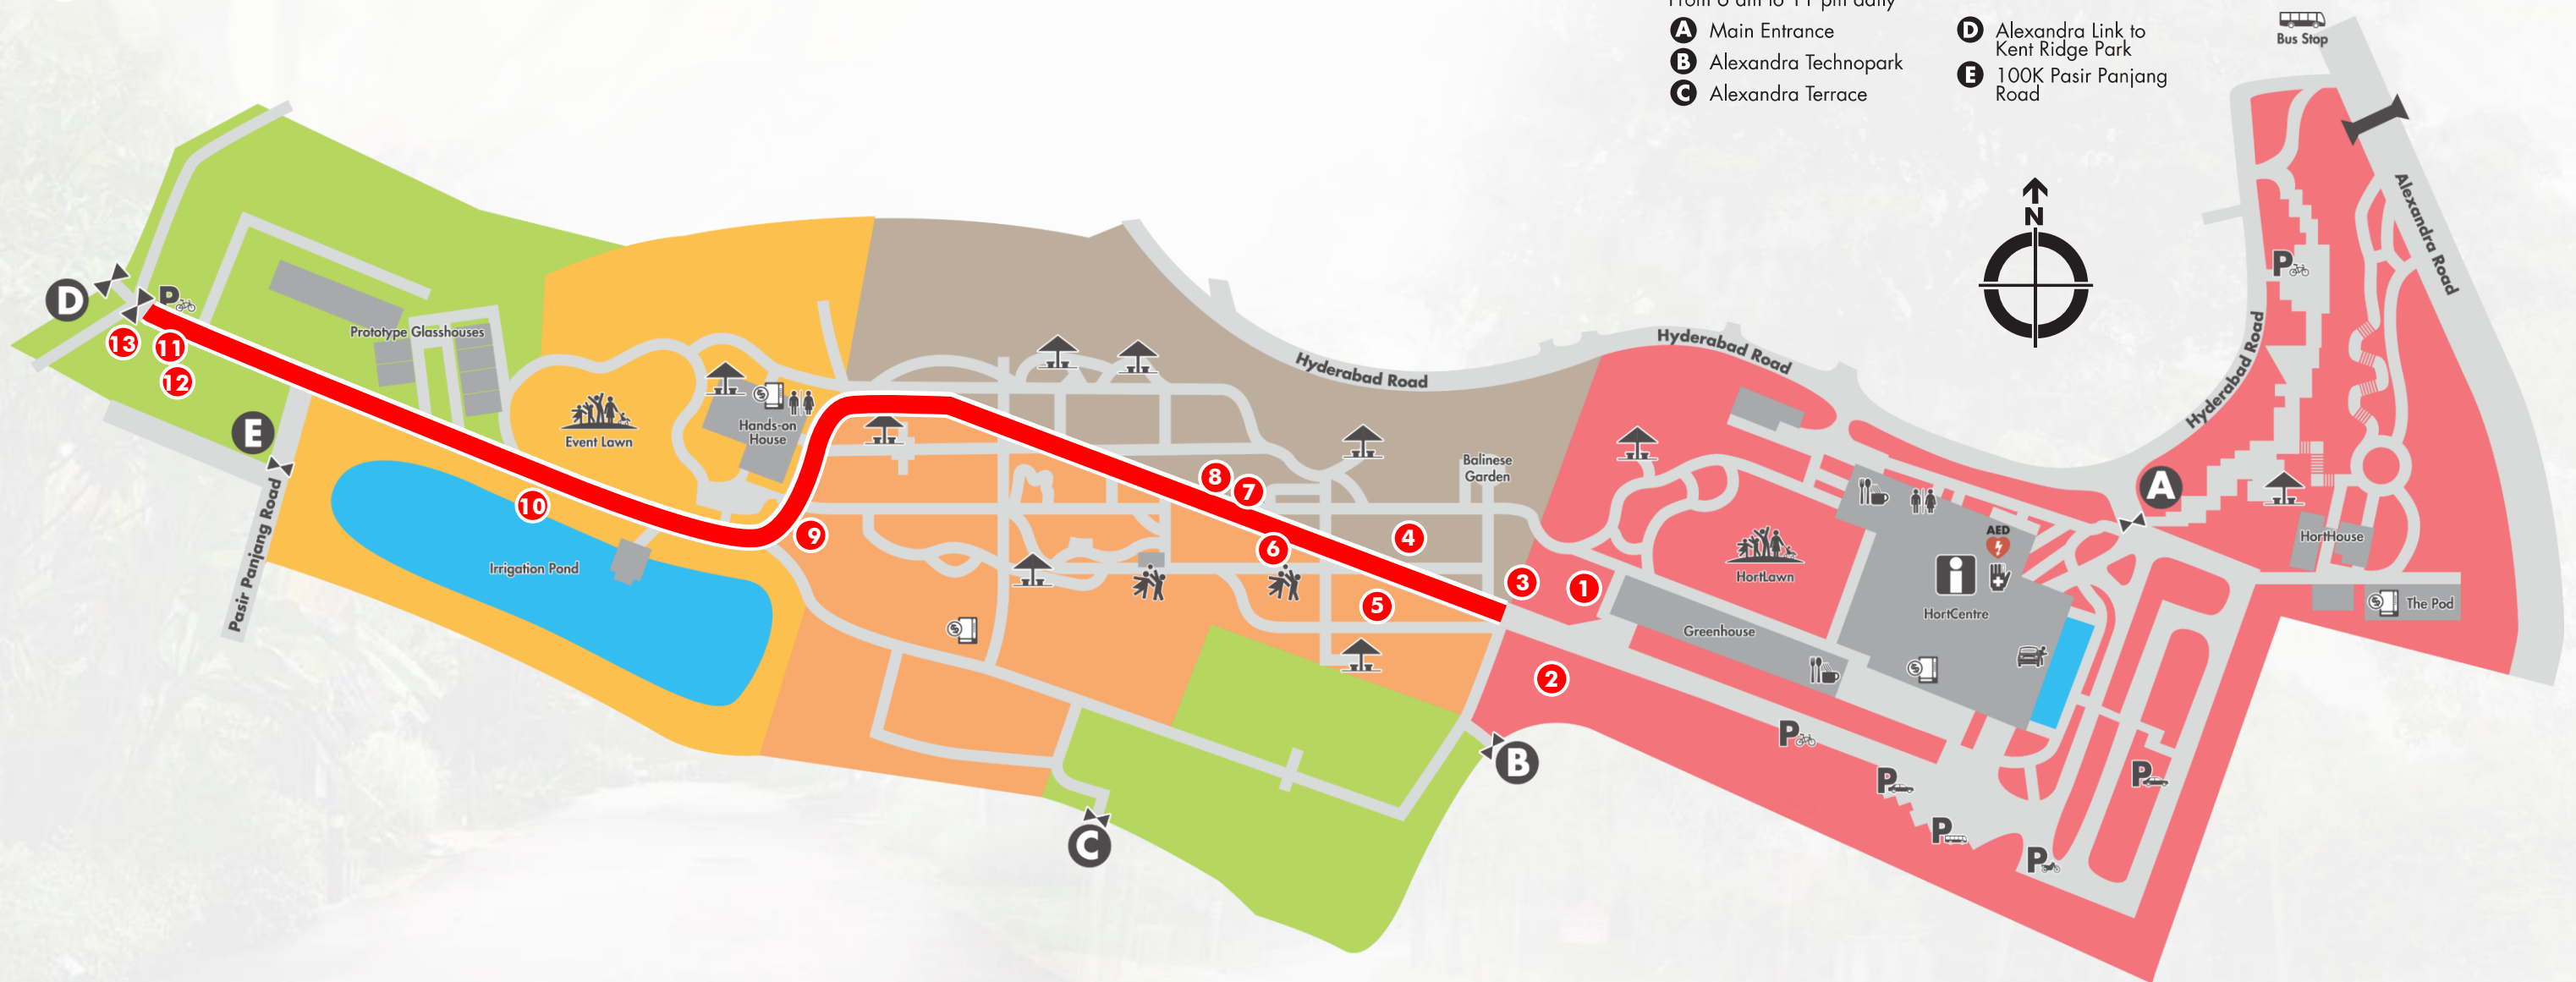 From 6 am to 11 pm daily
A Main Entrance
B Alexandra Technopark
C Alexandra Terrace
D Alexandra Link to
Kent Ridge Park
E 100K Pasir Panjang
Road
Bus Stop
Alexandra Road
N
P
Hyderabad Road
Hyderabad Road
Hyderabad Road
D
P
13
11
12
Prototype Glasshouses
E
Event Lawn
Hands-on
House
10
9
Irrigation Pond
Pasir Panjang Road
8
7
6
5
4
3
1
2
Balinese
Garden
HortLawn
Greenhouse
AED
i
HortCentre
A
HortHouse
The Pod
$
$
$
$
B
C
P
P
P
P
P